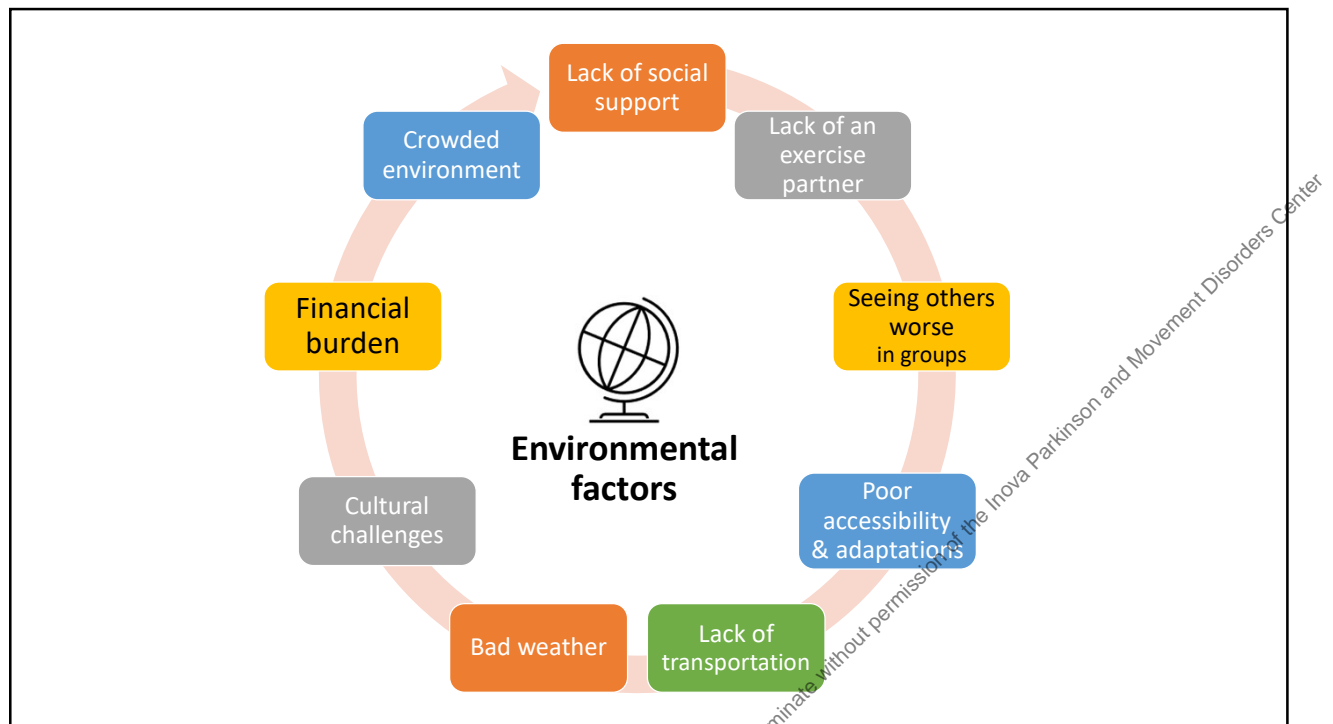 Lack of social
support
Lack of an
exercise
partner
Seeing others
worse
in groups
Poor
accessibility
& adaptations
Lack of
transportation
Bad weather
Cultural
challenges
Financial
burden
Crowded
environment
Environmental
factors
without permission of the Inova Parkinson and Movement Disorders Center